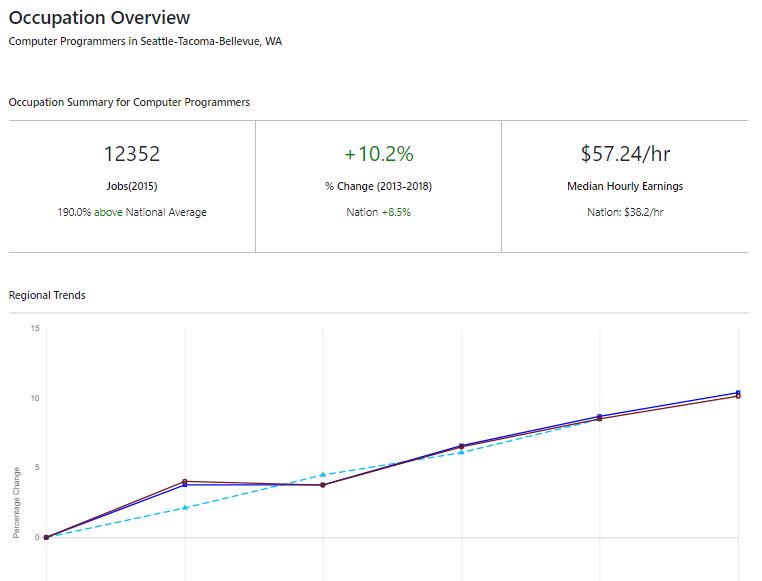 Occupation Overview
Computer Programmers in Seattle-Tacoma-Bellevue, WA
Occupation Summary for Computer Programmers
12352
Jobs(2015)
190.0% above National Average
+10.2%
% Change (2013-2018)
Nation +8.5%
$57.24/hr
Median Hourly Earnings
Nation: $38.2/hr
Regional Trends
15
10
5
0
Percentage Change